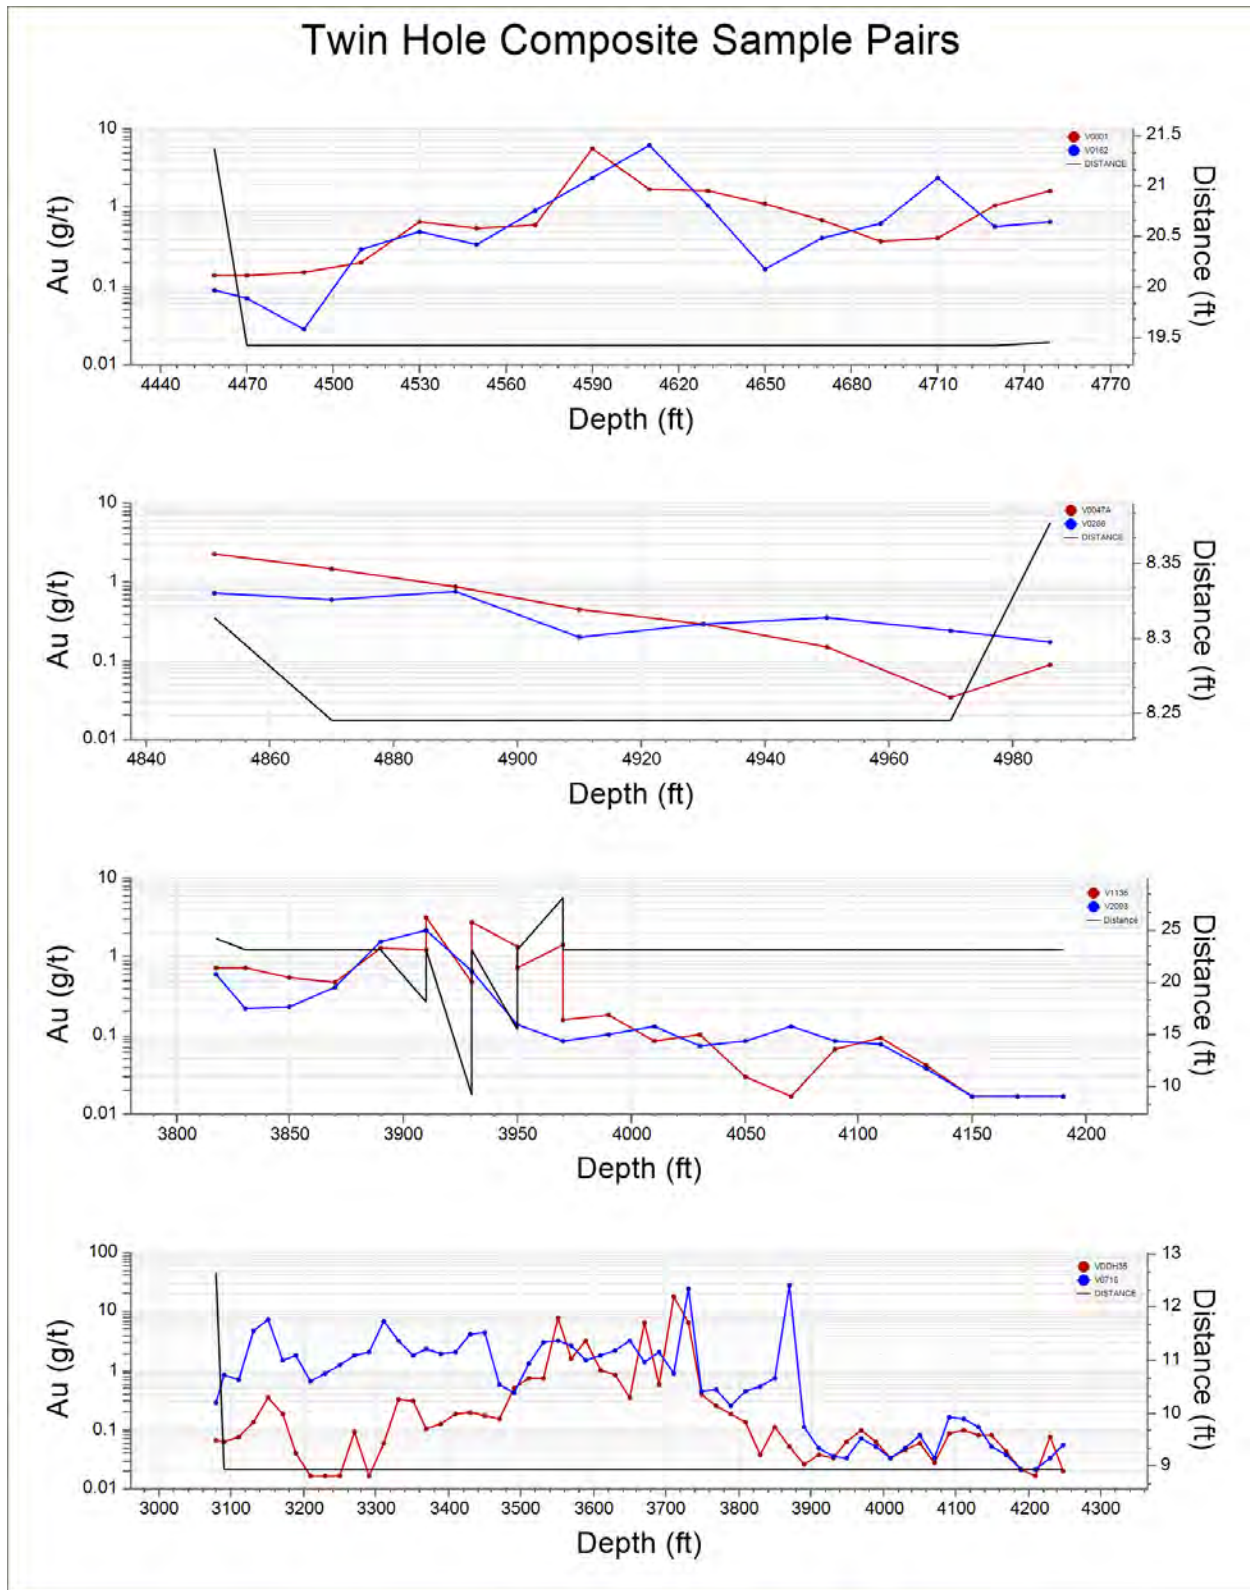 Twin Hole Composite Sample Pairs
10
1
0.1
0.01
Au (g/t)
V0001
V0162
DISTANCE
21.5
21
20.5
20
19.5
Distance (ft)
4440 4470 4500 4530 4560 4590 4620 4650 4680 4710 4740 4770
Depth (ft)
10
1
0.1
0.01
Au (g/t)
V0047A
DISTANCE
8.35
8.3
8.25
Distance (ft)
4840 4860 4880 4900 4920 4940 4960 4980
Depth (ft)
10
1
0.1
0.01
Au (g/t)
Distance
25
20
15
10
Distance (ft)
3800 3850 3900 3950 4000 4050 4100 4150 4200
Depth (ft)
100
10
1
0.1
0.01
Au (g/t)
DISTANCE
13
12
11
10
9
Distance (ft)
3000 3100 3200 3300 3400 3500 3600 3700 3800 3900 4000 4100 4200 4300
Depth (ft)